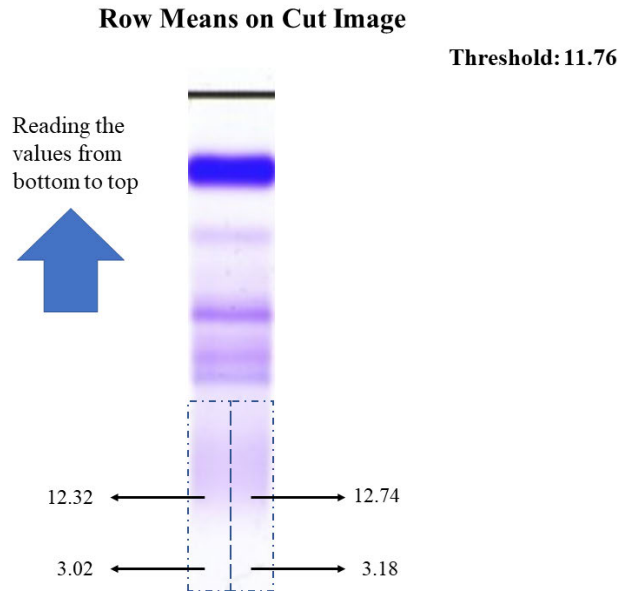 Row Means on Cut Image
Threshold: 11.76
Reading the
values from
bottom to top
12.32
12.74
3.02
3.18